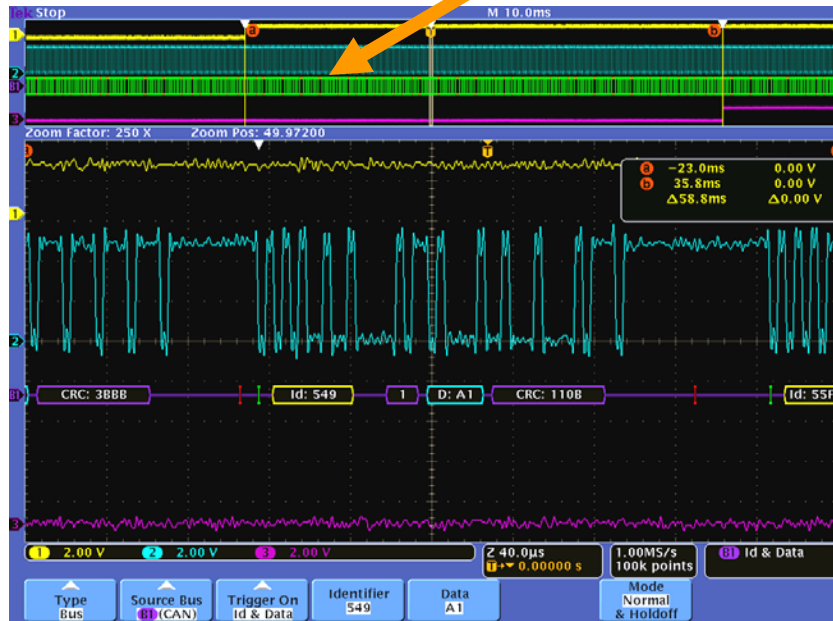 Tek Stop
M 10.0ms
a
T
b
1
2
B1
3
Zoom Factor: 250 X Zoom Pos: 49.97200
a
T
a -23.0ms 0.00 V
b 35.8ms 0.00 V
Δ58.8ms Δ0.00 V
1
2
B1
CRC: 3BBB
Id: 549
1
D: A1
CRC: 110B
Id: 55F
3
1 2.00 V 2 2.00 V 3 2.00 V
Z 40.0µs
T→▼ 0.00000 s
1.00MS/s
100k points
B1 Id & Data
Type
Bus
Source Bus
B1 (CAN)
Trigger On
Id & Data
Identifier
549
Data
A1
Mode
Normal
& Holdoff